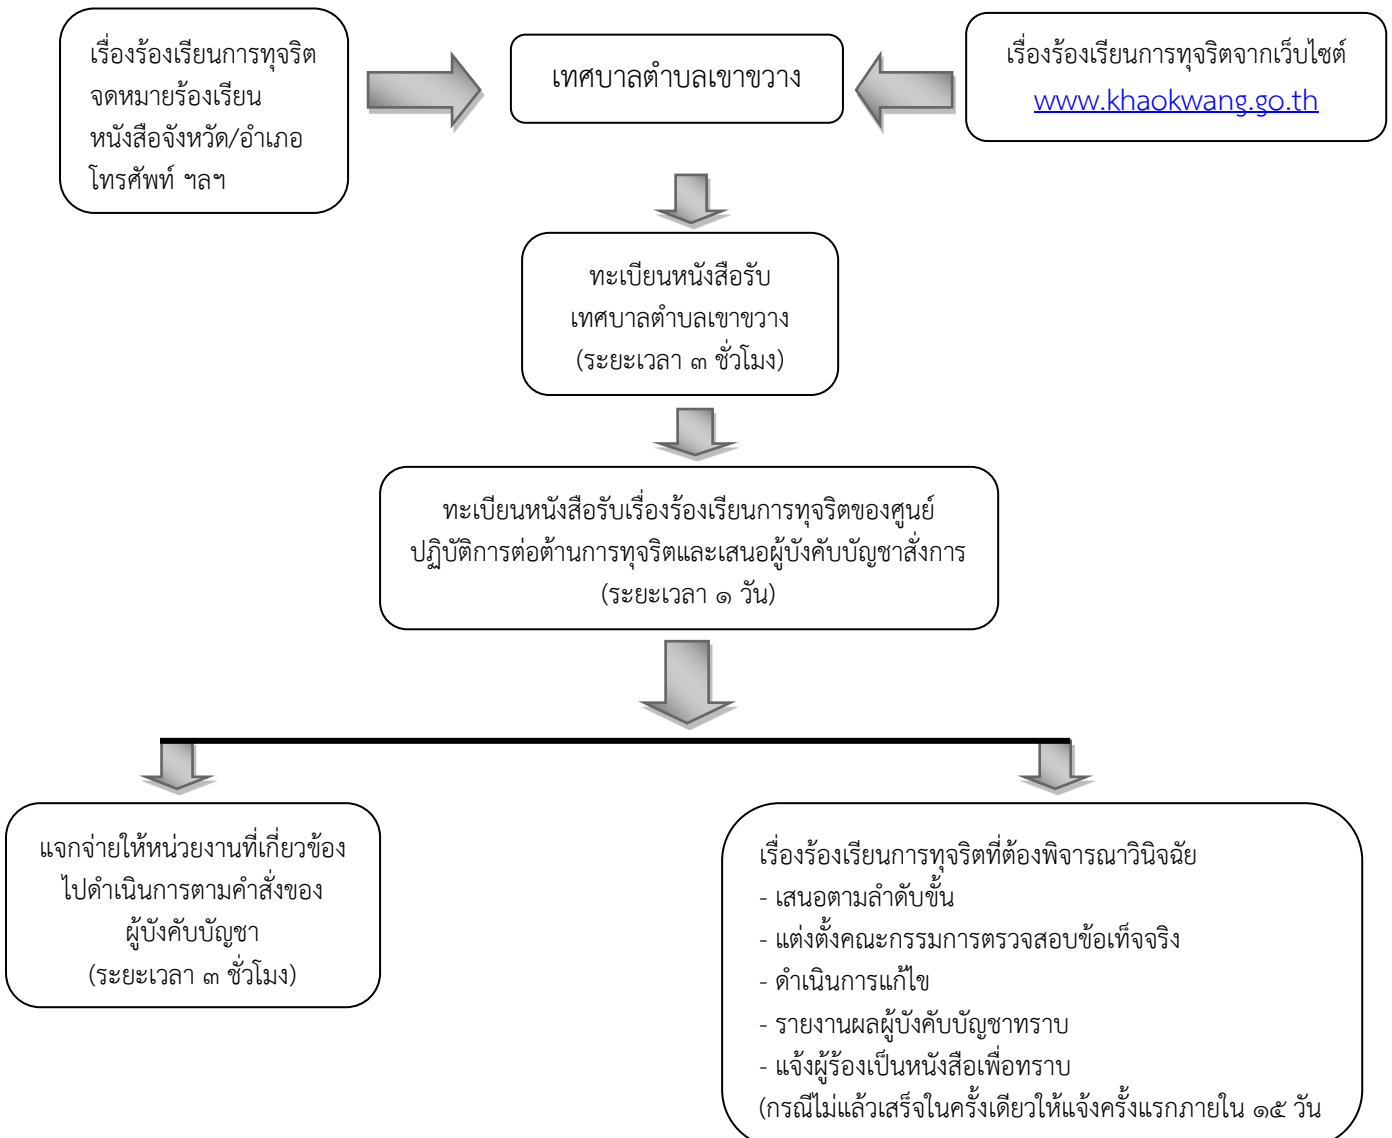 เรื่องร้องเรียนการทุจริต
จดหมายร้องเรียน
หนังสือจังหวัด/อำเภอ
โทรศัพท์ ฯลฯ
เทศบาลตำบลเขาขวาง
เรื่องร้องเรียนการทุจริตจากเว็บไซต์
www.khaokwang.go.th
ทะเบียนหนังสือรับ
เทศบาลตำบลเขาขวาง
(ระยะเวลา ๓ ชั่วโมง)
ทะเบียนหนังสือรับเรื่องร้องเรียนการทุจริตของศูนย์
ปฏิบัติการต่อต้านการทุจริตและเสนอผู้บังคับบัญชาสั่งการ
(ระยะเวลา ๑ วัน)
แจกจ่ายให้หน่วยงานที่เกี่ยวข้อง
ไปดำเนินการตามคำสั่งของ
ผู้บังคับบัญชา
(ระยะเวลา ๓ ชั่วโมง)
เรื่องร้องเรียนการทุจริตที่ต้องพิจารณาวินิจฉัย
- เสนอตามลำดับขั้น
- แต่งตั้งคณะกรรมการตรวจสอบข้อเท็จจริง
- ดำเนินการแก้ไข
- รายงานผลผู้บังคับบัญชาทราบ
- แจ้งผู้ร้องเป็นหนังสือเพื่อทราบ
(กรณีไม่แล้วเสร็จในครั้งเดียวให้แจ้งครั้งแรกภายใน ๑๕ วัน